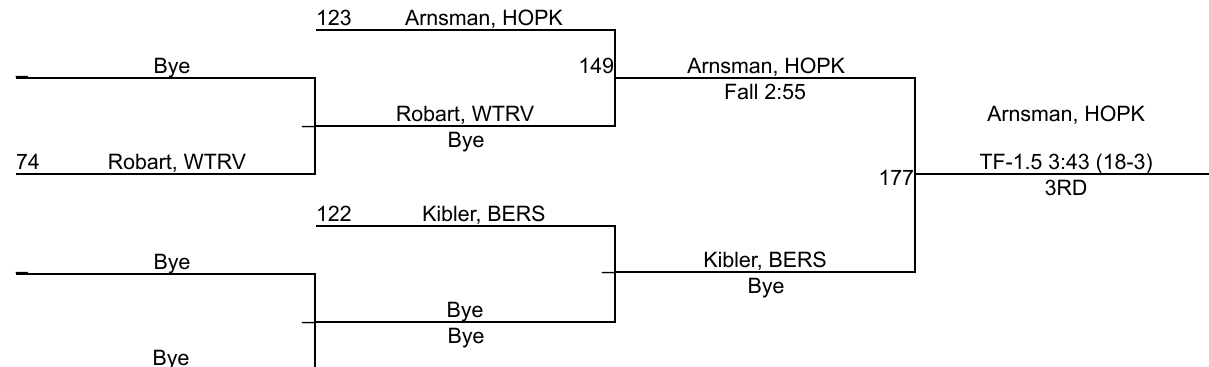 123 Arnsman, HOPK
Bye
149
Arnsman, HOPK
Fall 2:55
Robart, WTRV
Bye
74 Robart, WTRV
Arnsman, HOPK
TF-1.5 3:43 (18-3)
3RD
177
122 Kibler, BERS
Bye
Kibler, BERS
Bye
Bye
Bye
Bye